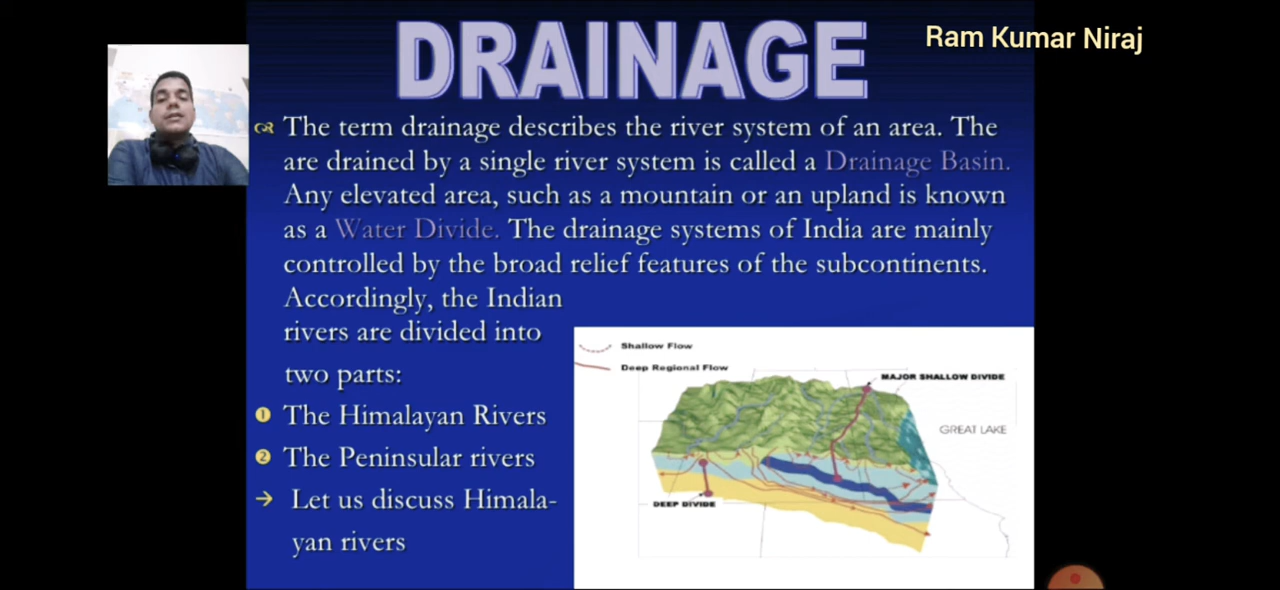 DRAINAGE
Ram Kumar Niraj
The term drainage describes the river system of an area. The
are drained by a single river system is called a Drainage Basin.
Any elevated area, such as a mountain or an upland is known
as a Water Divide. The drainage systems of India are mainly
controlled by the broad relief features of the subcontinents.
Accordingly, the Indian
rivers are divided into
two parts:
1 The Himalayan Rivers
2 The Peninsular rivers
→ Let us discuss Himala-
yan rivers
Shallow Flow
Deep Regional Flow
MAJOR SHALLOW DIVIDE
GREAT LAKE
DEEP DIVIDE